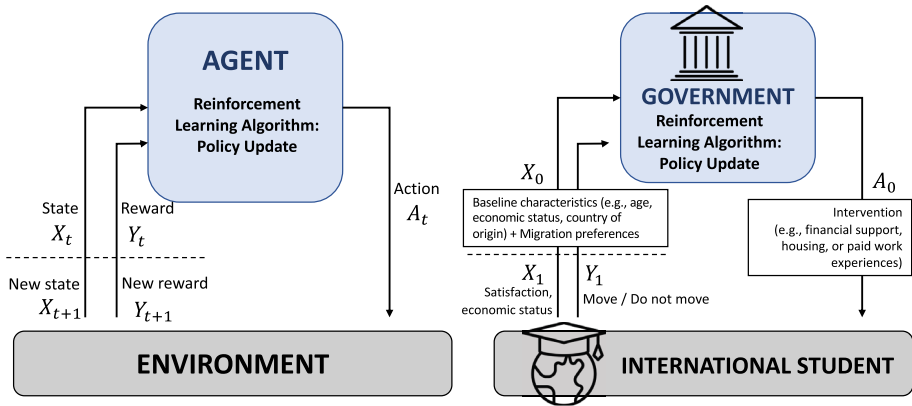 AGENT
Reinforcement
Learning Algorithm:
Policy Update
State
X_t
Reward
Y_t
Action
A_t
New state
X_{t+1}
New reward
Y_{t+1}
ENVIRONMENT
GOVERNMENT
Reinforcement
Learning Algorithm:
Policy Update
X_0
Baseline characteristics (e.g., age,
economic status, country of
origin) + Migration preferences
A_0
Intervention
(e.g., financial support,
housing, or paid work
experiences)
X_1
Satisfaction,
economic status
Y_1
Move / Do not move
INTERNATIONAL STUDENT